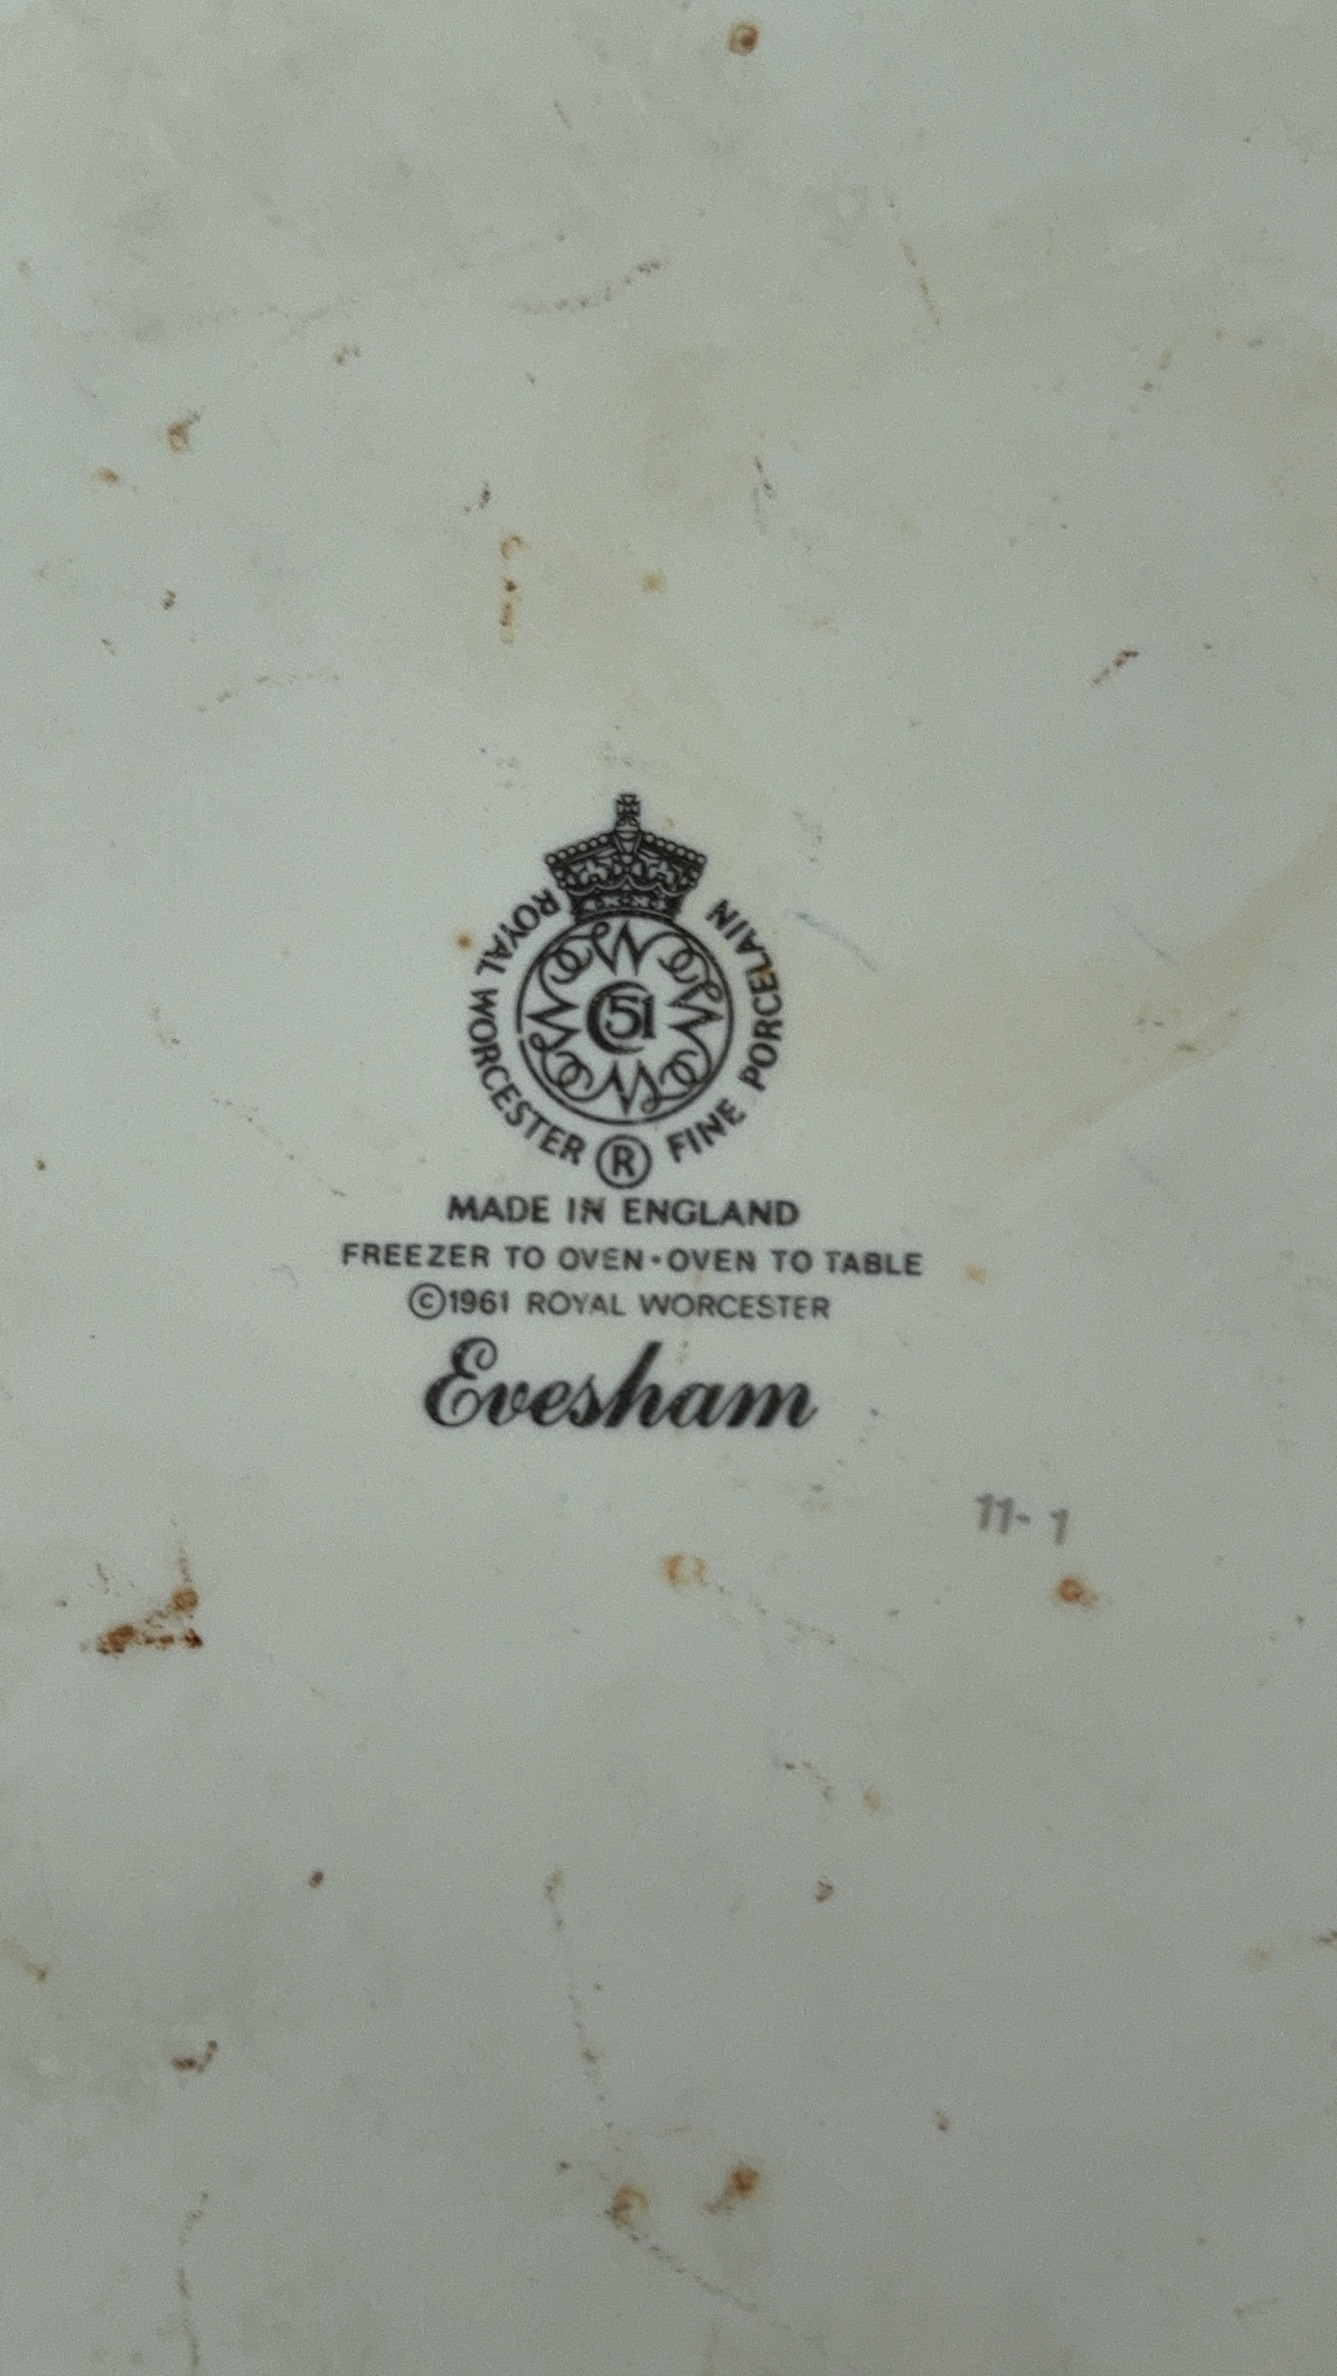 ROYAL WORCESTER ® FINE PORCELAIN
51
MADE IN ENGLAND
FREEZER TO OVEN·OVEN TO TABLE
©1961 ROYAL WORCESTER
Evesham
11-1